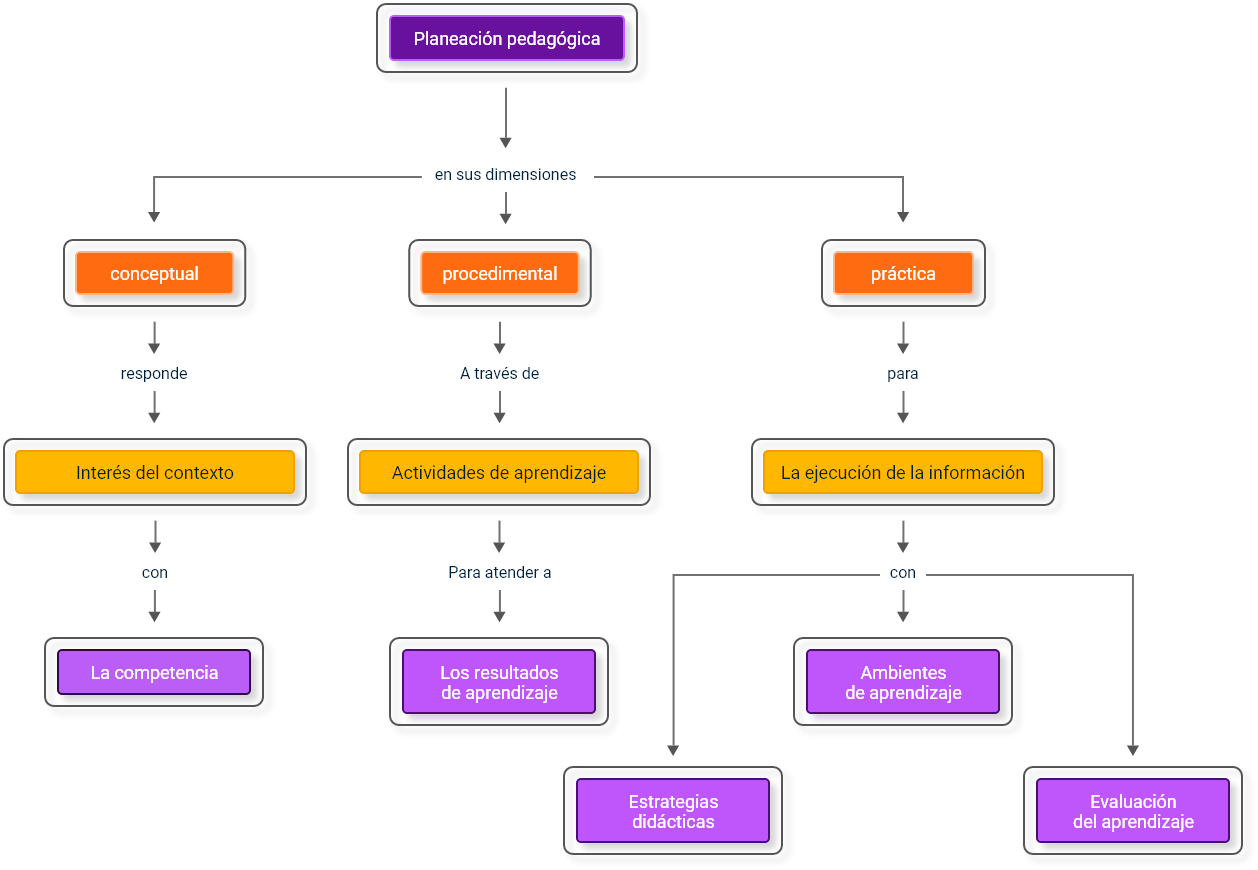 Planeación pedagógica
en sus dimensiones
conceptual
procedimental
práctica
responde
A través de
para
Interés del contexto
Actividades de aprendizaje
La ejecución de la información
con
Para atender a
con
La competencia
Los resultados
de aprendizaje
Ambientes
de aprendizaje
Estrategias
didácticas
Evaluación
del aprendizaje